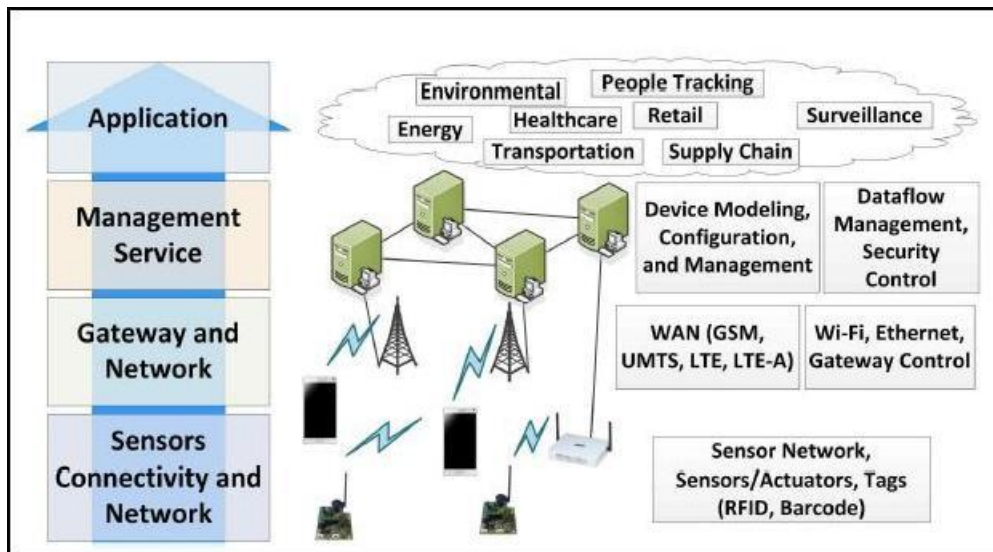 Application
Environmental
People Tracking
Energy
Healthcare
Retail
Surveillance
Transportation
Supply Chain
Management
Service
Device Modeling,
Configuration,
and Management
Dataflow
Management,
Security
Control
Gateway and
Network
WAN (GSM,
UMTS, LTE, LTE-A)
Wi-Fi, Ethernet,
Gateway Control
Sensors
Connectivity and
Network
Sensor Network,
Sensors/Actuators, Tags
(RFID, Barcode)